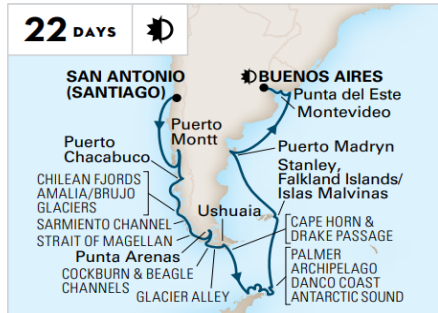 22 DAYS
SAN ANTONIO
(SANTIAGO)
BUENOS AIRES
Punta del Este
Montevideo
Puerto
Montt
Puerto
Chacabuco
Puerto Madryn
Stanley,
Falkland Islands/
Islas Malvinas
CHILEAN FJORDS
AMALIA/BRUJO
GLACIERS
SARMIENTO CHANNEL
STRAIT OF MAGELLAN
Ushuaia
CAPE HORN &
DRAKE PASSAGE
Punta Arenas
COCKBURN & BEAGLE
CHANNELS
GLACIER ALLEY
PALMER
ARCHIPELAGO
DANCO COAST
ANTARCTIC SOUND